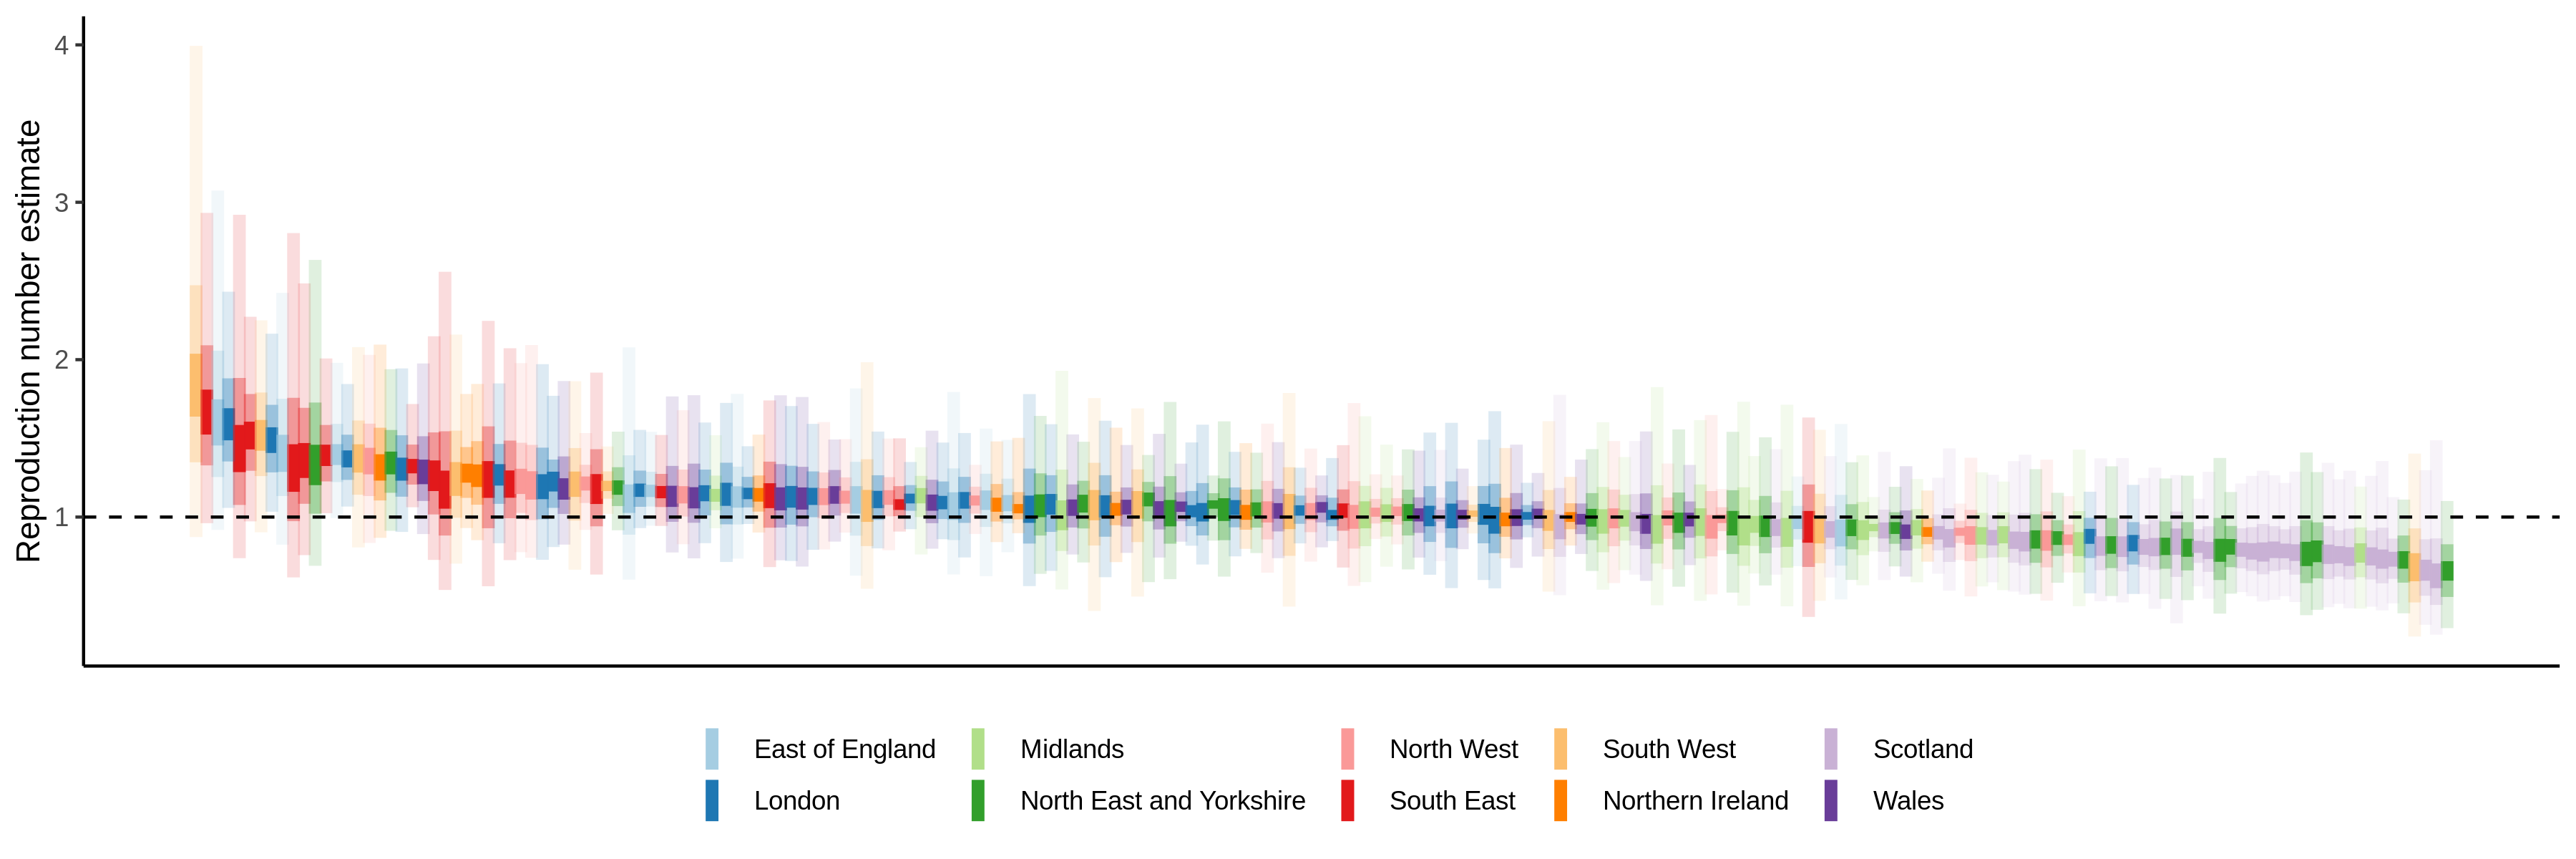 Reproduction number estimate
4
3
2
1
East of England
Midlands
North West
South West
Scotland
London
North East and Yorkshire
South East
Northern Ireland
Wales